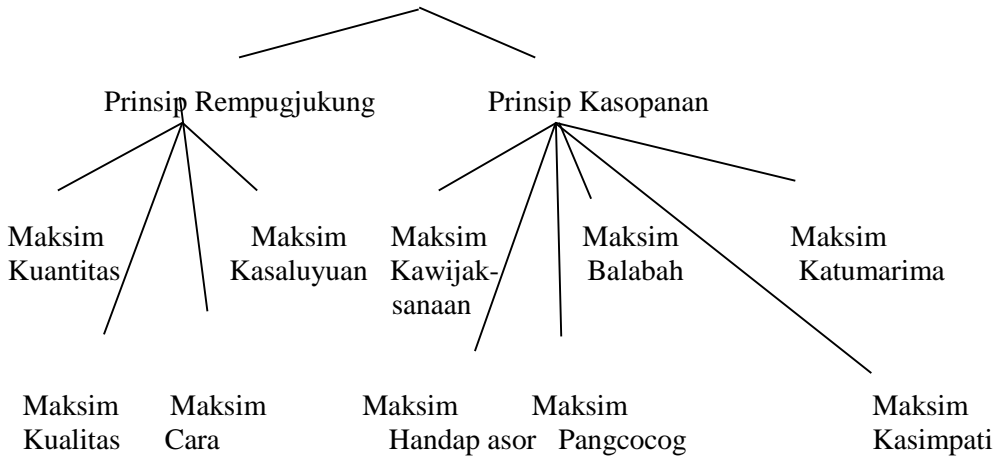 Prinsip Rempugjukung Prinsip Kasopanan
Maksim Maksim Maksim Maksim Maksim
Kuantitas Kasaluyuan Kawijak- Balabah Katumarima
sanaan
Maksim Maksim Maksim Maksim Maksim
Kualitas Cara Handap asor Pangcocog Kasimpati